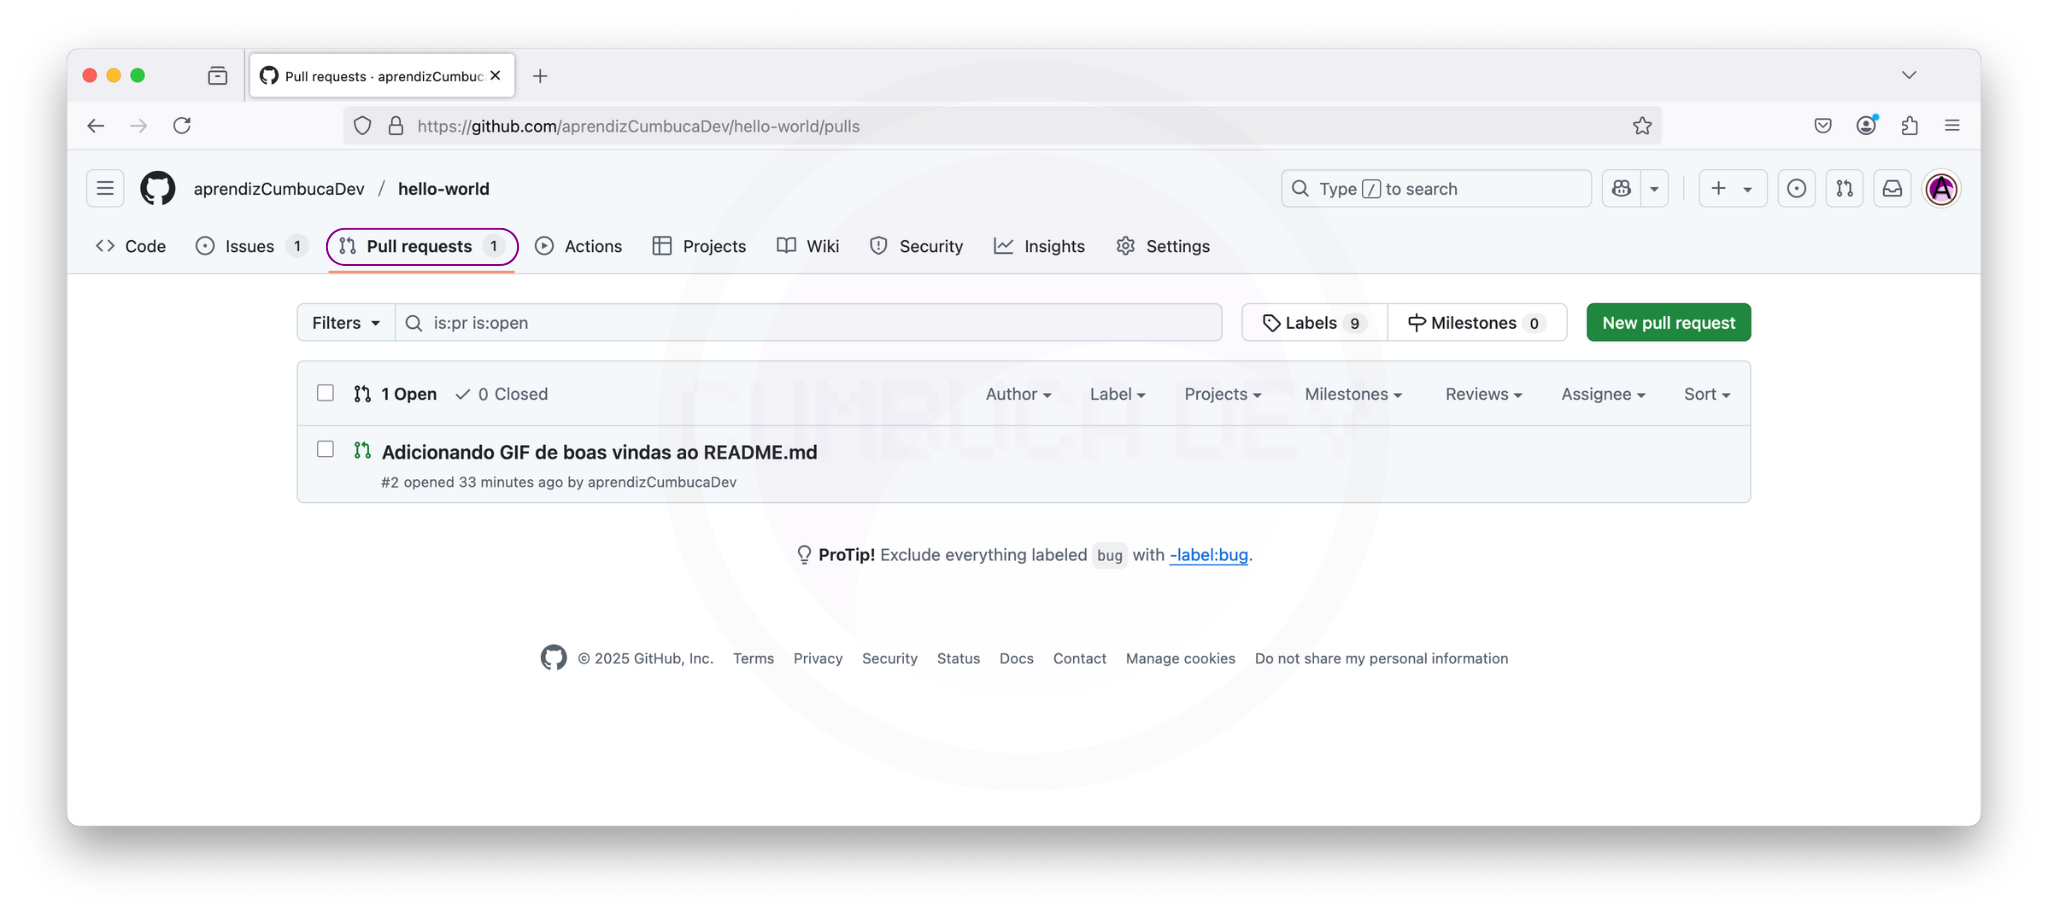 Pull requests · aprendizCumbuc
https://github.com/aprendizCumbucaDev/hello-world/pulls
aprendizCumbucaDev / hello-world
Type / to search
Code Issues 1 Pull requests 1 Actions Projects Wiki Security Insights Settings
Filters is:pr is:open Labels 9 Milestones 0 New pull request
1 Open 0 Closed Author Label Projects Milestones Reviews Assignee Sort
Adicionando GIF de boas vindas ao README.md
#2 opened 33 minutes ago by aprendizCumbucaDev
CUMBUCA DEV
ProTip! Exclude everything labeled bug with -label:bug.
© 2025 GitHub, Inc. Terms Privacy Security Status Docs Contact Manage cookies Do not share my personal information